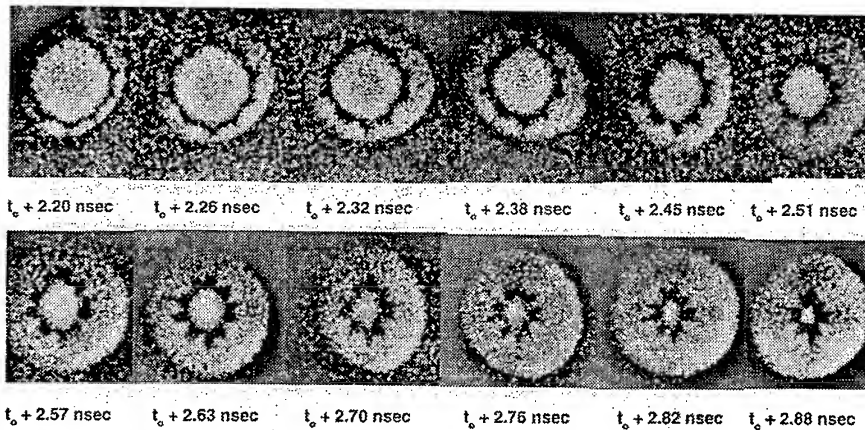 t₀ + 2.20 nsec t₀ + 2.26 nsec t₀ + 2.32 nsec t₀ + 2.38 nsec t₀ + 2.45 nsec t₀ + 2.51 nsec
t₀ + 2.57 nsec t₀ + 2.63 nsec t₀ + 2.70 nsec t₀ + 2.76 nsec t₀ + 2.82 nsec t₀ + 2.88 nsec